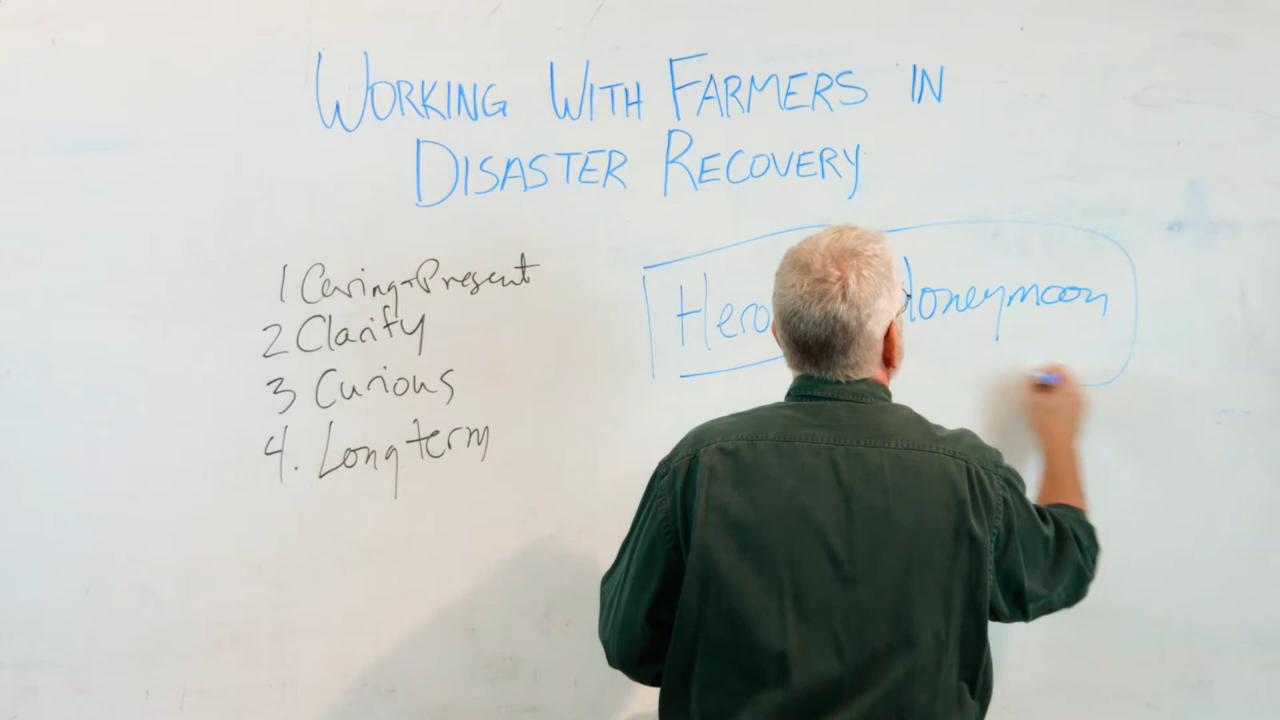 WORKING WITH FARMERS IN
DISASTER RECOVERY
1 Caring+Present
2 Clarify
3 Curious
4. Long term
Hero Honeymoon